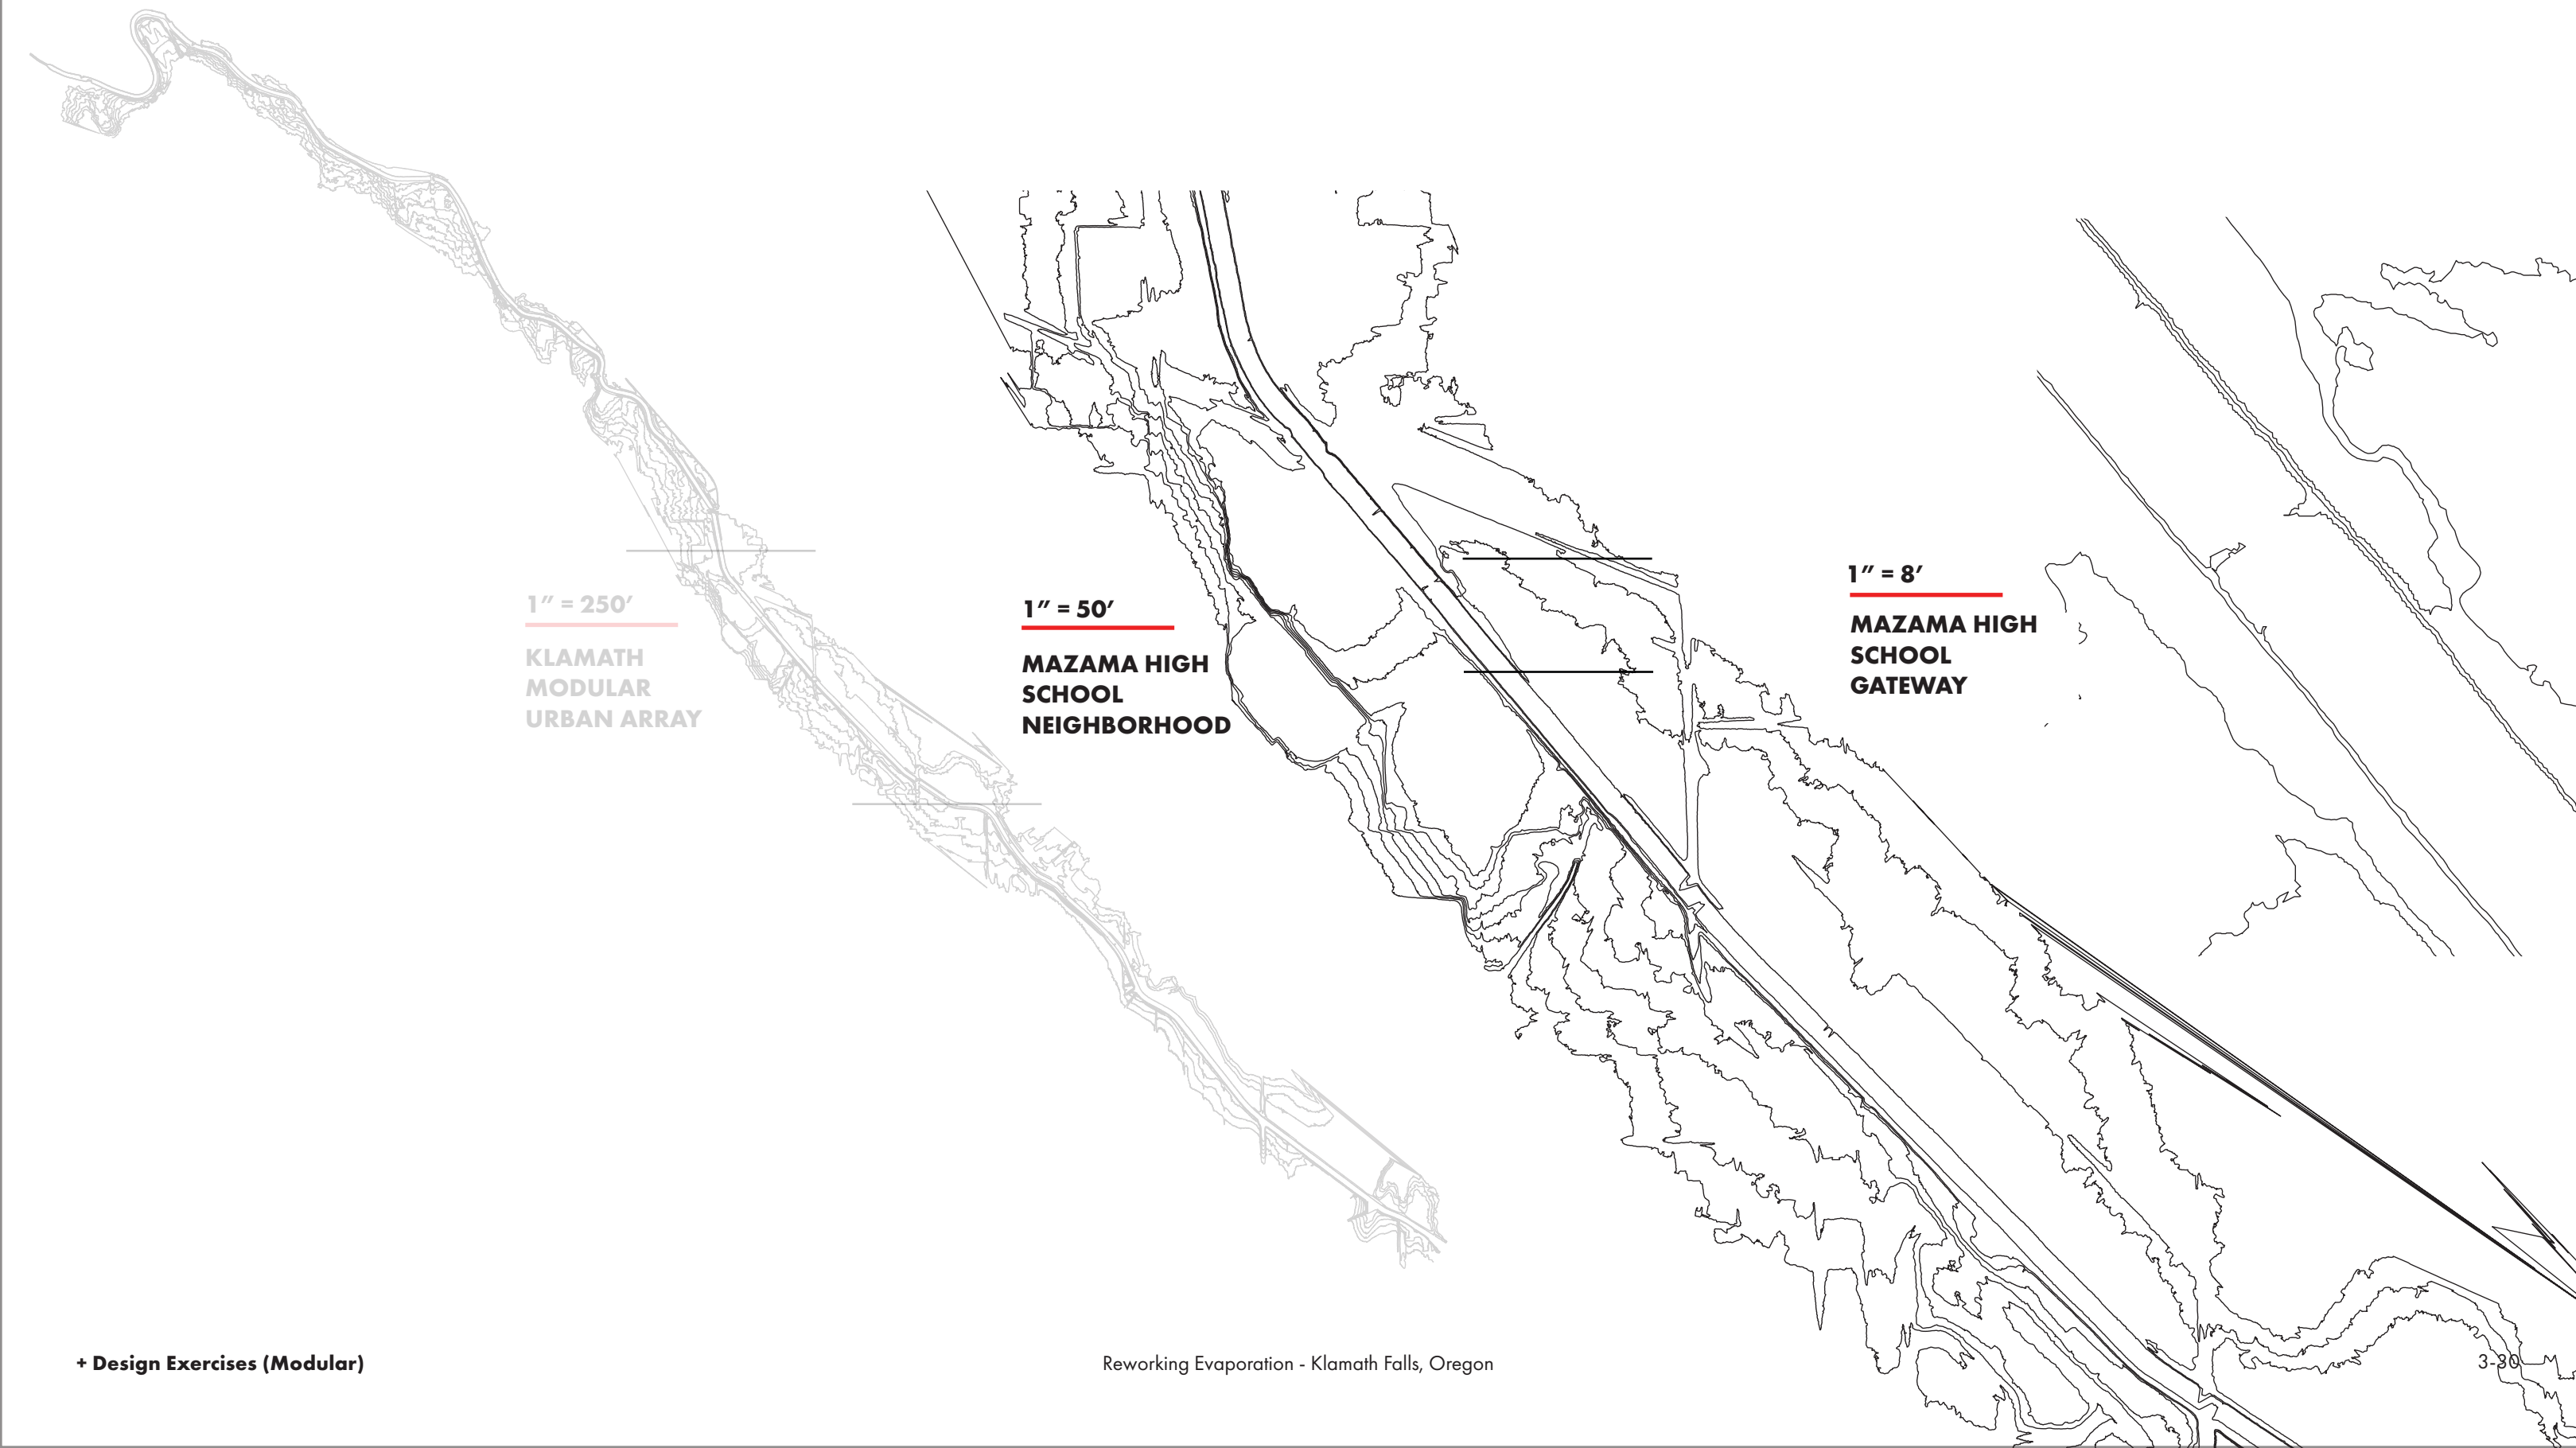 1” = 250’
KLAMATH
MODULAR
URBAN ARRAY
1” = 50’
MAZAMA HIGH
SCHOOL
NEIGHBORHOOD
1” = 8’
MAZAMA HIGH
SCHOOL
GATEWAY
+ Design Exercises (Modular)
Reworking Evaporation - Klamath Falls, Oregon
3-30